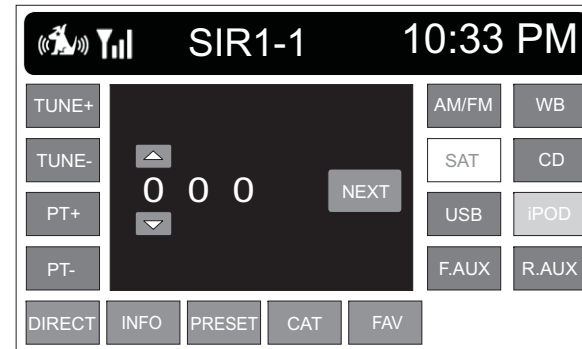 SIR1-1 10:33 PM
TUNE+ AM/FM WB
TUNE- SAT CD
0 0 0 NEXT
PT+ USB iPOD
PT- F.AUX R.AUX
DIRECT INFO PRESET CAT FAV